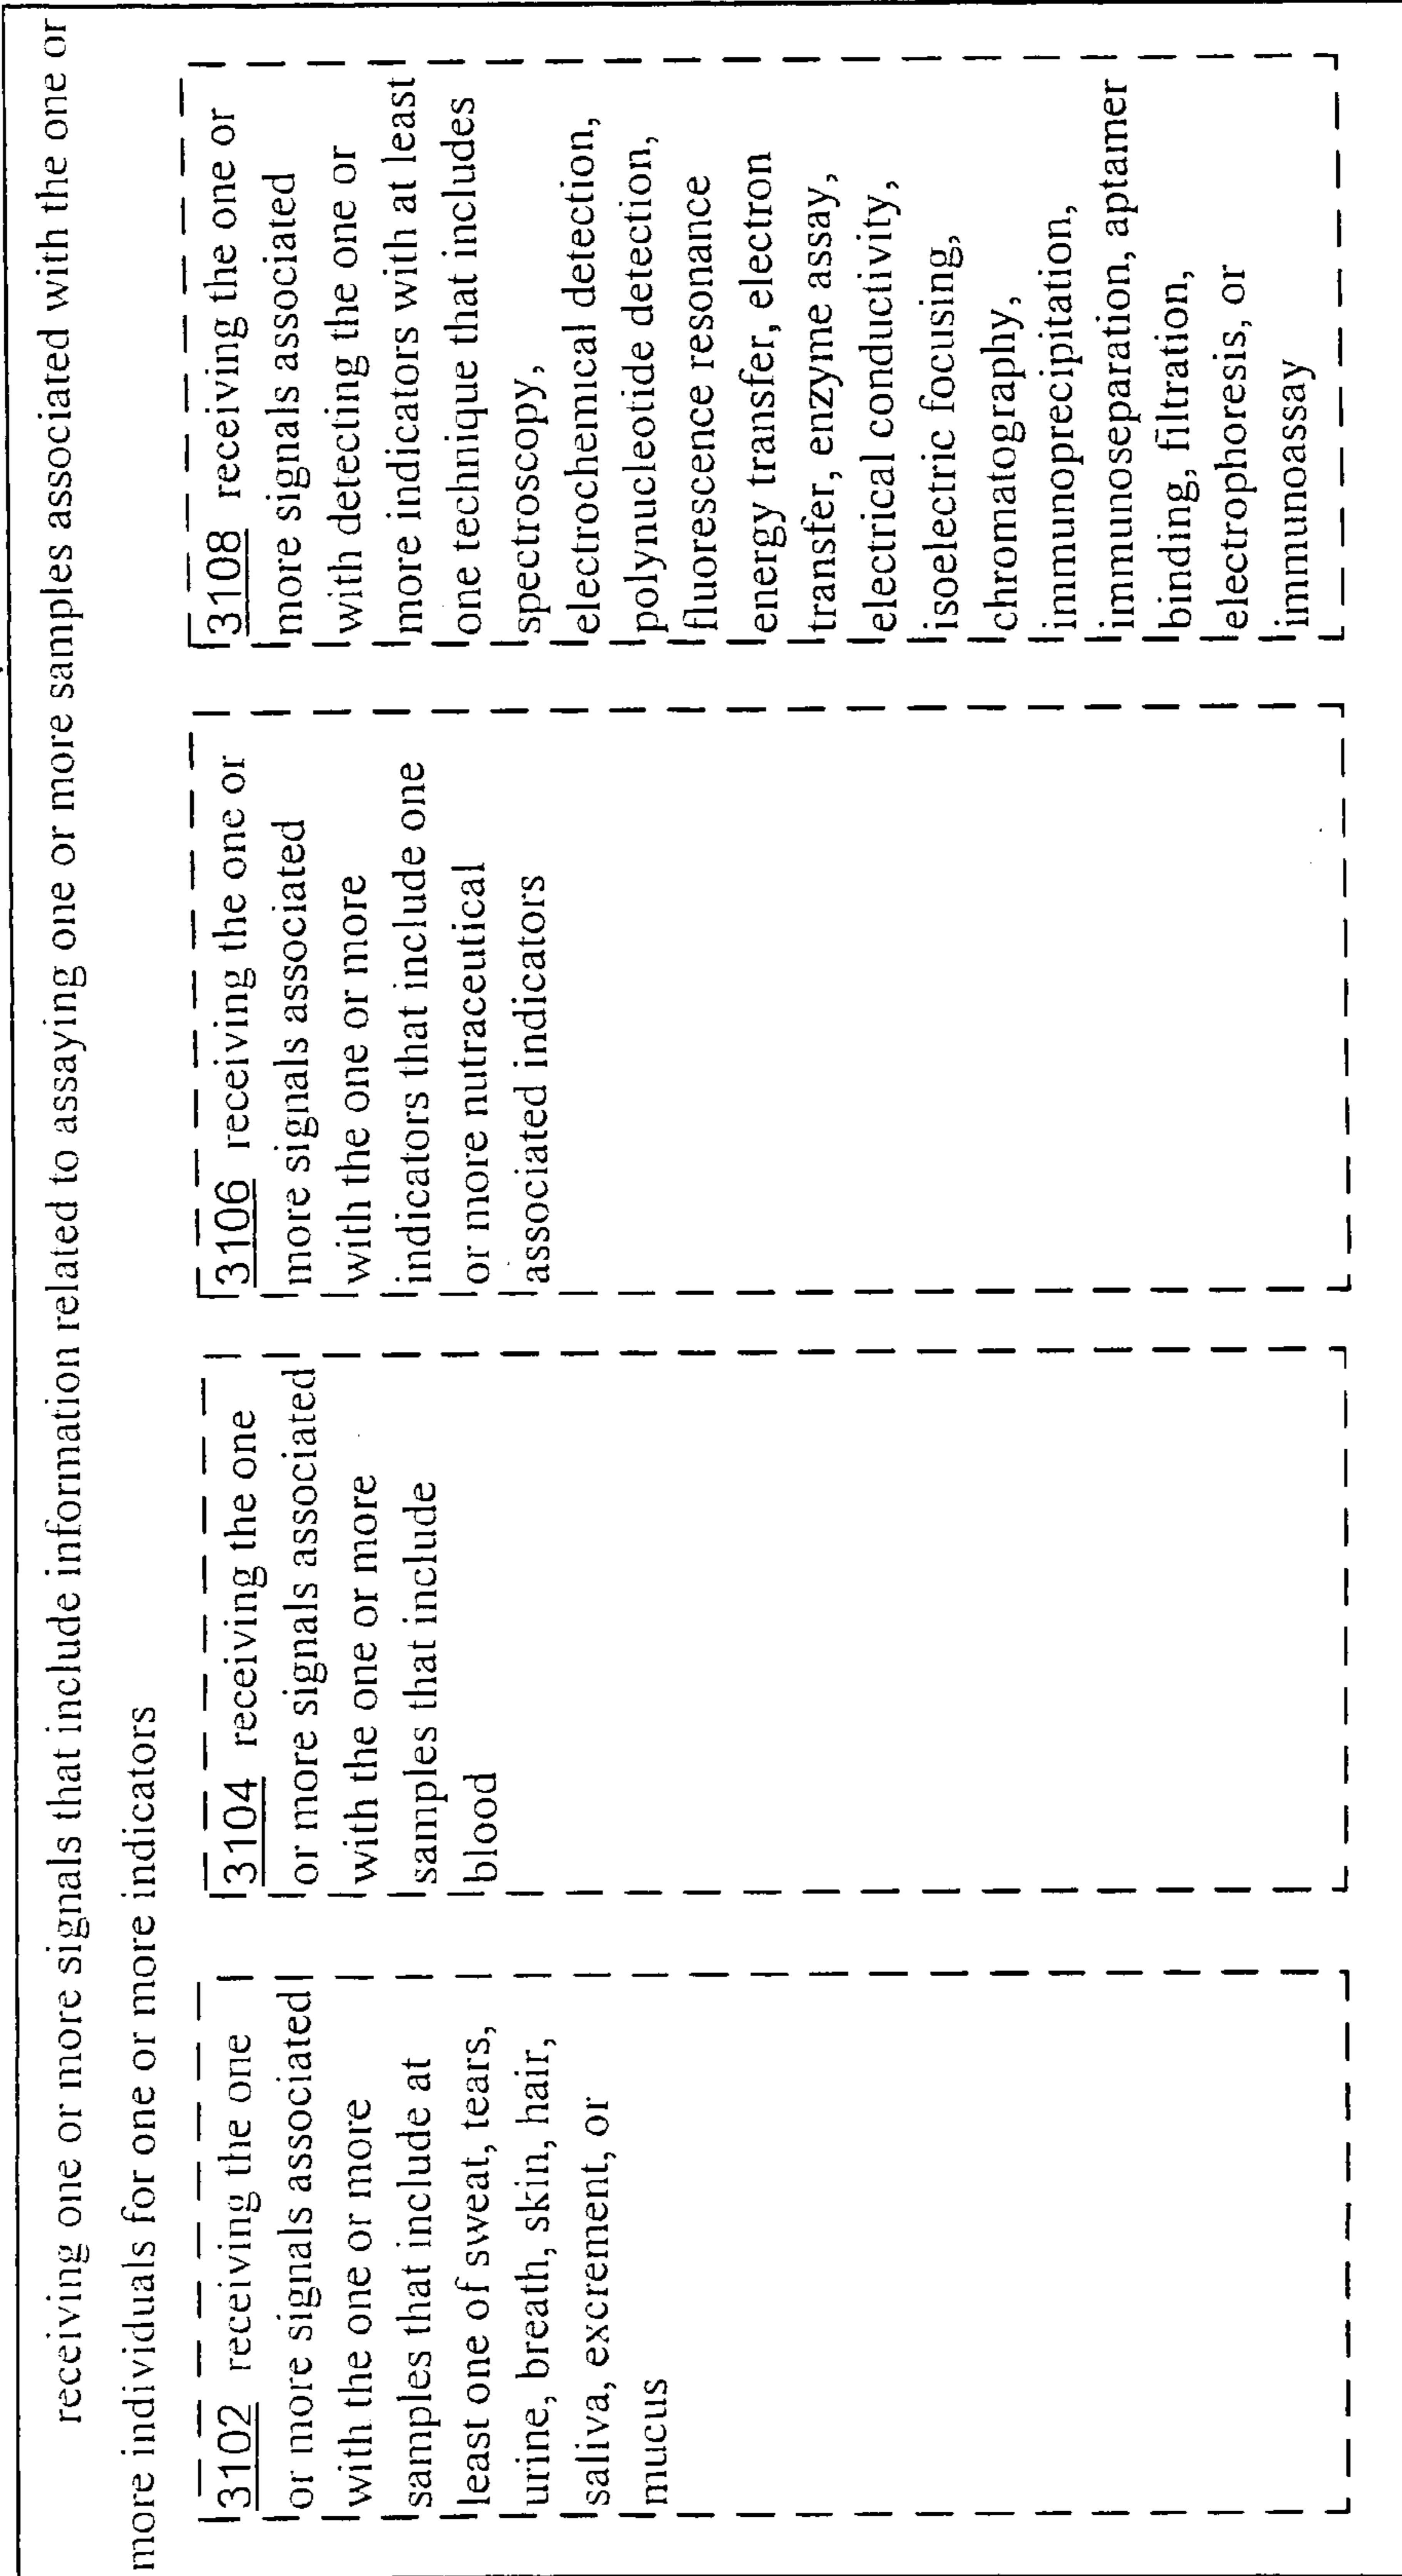 receiving one or more signals that include information related to assaying one or more samples associated with the one or
more individuals for one or more indicators
3102 receiving the one
or more signals associated
with the one or more
samples that include at
least one of sweat, tears,
urine, breath, skin, hair,
saliva, excrement, or
mucus
3104 receiving the one
or more signals associated
with the one or more
samples that include
blood
3106 receiving the one or
more signals associated
with the one or more
indicators that include one
or more nutraceutical
associated indicators
3108 receiving the one or
more signals associated
with detecting the one or
more indicators with at least
one technique that includes
spectroscopy,
electrochemical detection,
polynucleotide detection,
fluorescence resonance
energy transfer, electron
transfer, enzyme assay,
electrical conductivity,
isoelectric focusing,
chromatography,
immunoprecipitation,
immunoseparation, aptamer
binding, filtration,
electrophoresis, or
immunoassay